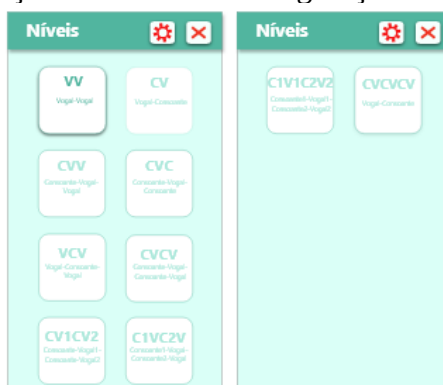 Níveis
VV
Vogal-Vogal
CV
Vogal-Consoante
CVV
Consoante-Vogal-
Vogal
CVC
Consoante-Vogal-
Consoante
VCV
Vogal-Consoante-
Vogal
CVCV
Consoante-Vogal-
Consoante-Vogal
CV1CV2
Consoante-Vogal1-
Consoante-Vogal2
C1VC2V
Consoante1-Vogal-
Consoante2-Vogal
Níveis
C1V1C2V2
Consoante1-Vogal1-
Consoante2-Vogal2
CVCVCV
Vogal-Consoante